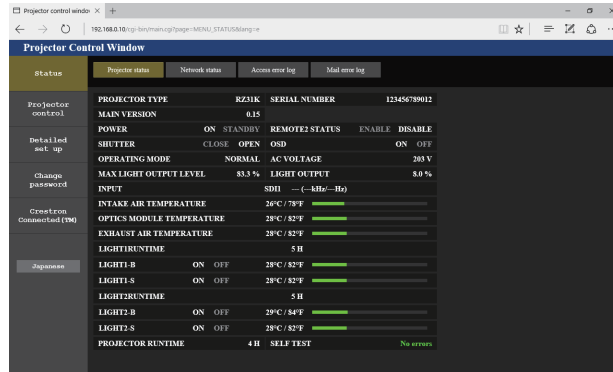 Projector control window
192.168.0.10/cgi-bin/main.cgi?page=MENU_STATUS&lang=e
Projector Control Window
Status
Projector status
Network status
Access error log
Mail error log
Projector control
Detailed set up
Change password
Crestron Connected(TM)
Japanese
PROJECTOR TYPE RZ31K SERIAL NUMBER 123456789012
MAIN VERSION 0.15
POWER ON STANDBY REMOTE2 STATUS ENABLE DISABLE
SHUTTER CLOSE OPEN OSD ON OFF
OPERATING MODE NORMAL AC VOLTAGE 203 V
MAX LIGHT OUTPUT LEVEL 83.3 % LIGHT OUTPUT 8.0 %
INPUT SDI1 --- (---kHz/---Hz)
INTAKE AIR TEMPERATURE 26°C / 78°F
OPTICS MODULE TEMPERATURE 28°C / 82°F
EXHAUST AIR TEMPERATURE 28°C / 82°F
LIGHT1RUNTIME 5 H
LIGHT1-B ON OFF 28°C / 82°F
LIGHT1-S ON OFF 28°C / 82°F
LIGHT2RUNTIME 5 H
LIGHT2-B ON OFF 29°C / 84°F
LIGHT2-S ON OFF 28°C / 82°F
PROJECTOR RUNTIME 4 H SELF TEST No errors